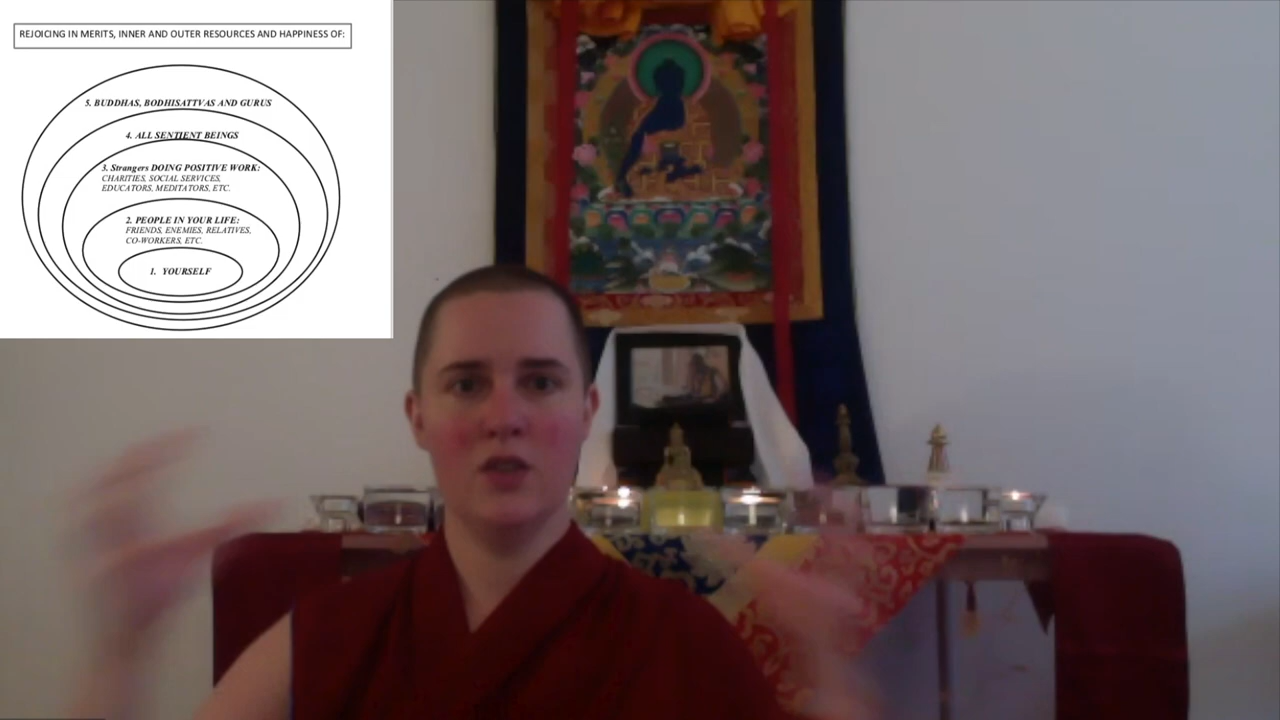 REJOICING IN MERITS, INNER AND OUTER RESOURCES AND HAPPINESS OF:
5. BUDDHAS, BODHISATTVAS AND GURUS
4. ALL SENTIENT BEINGS
3. Strangers DOING POSITIVE WORK:
CHARITIES, SOCIAL SERVICES,
EDUCATORS, MEDITATORS, ETC.
2. PEOPLE IN YOUR LIFE:
FRIENDS, ENEMIES, RELATIVES,
CO-WORKERS, ETC.
1. YOURSELF